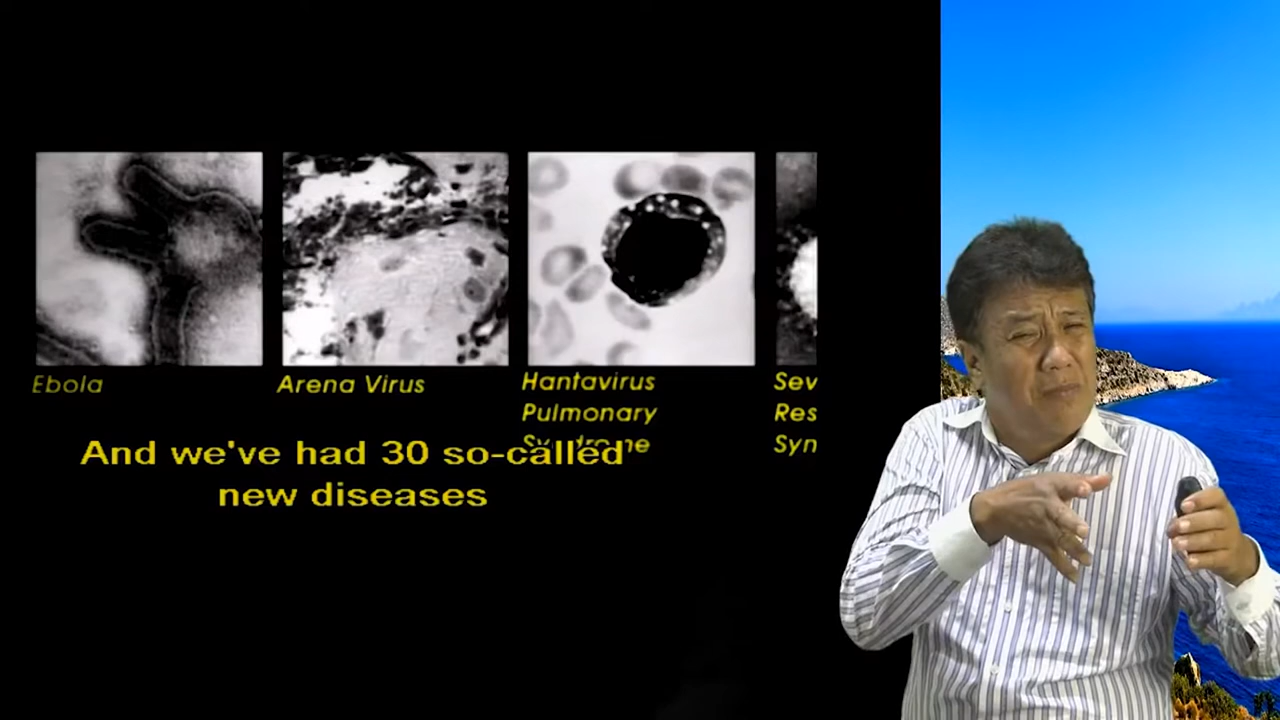 Ebola
Arena Virus
Hantavirus
Pulmonary
Sev
Res
Syn
And we've had 30 so-called
new diseases